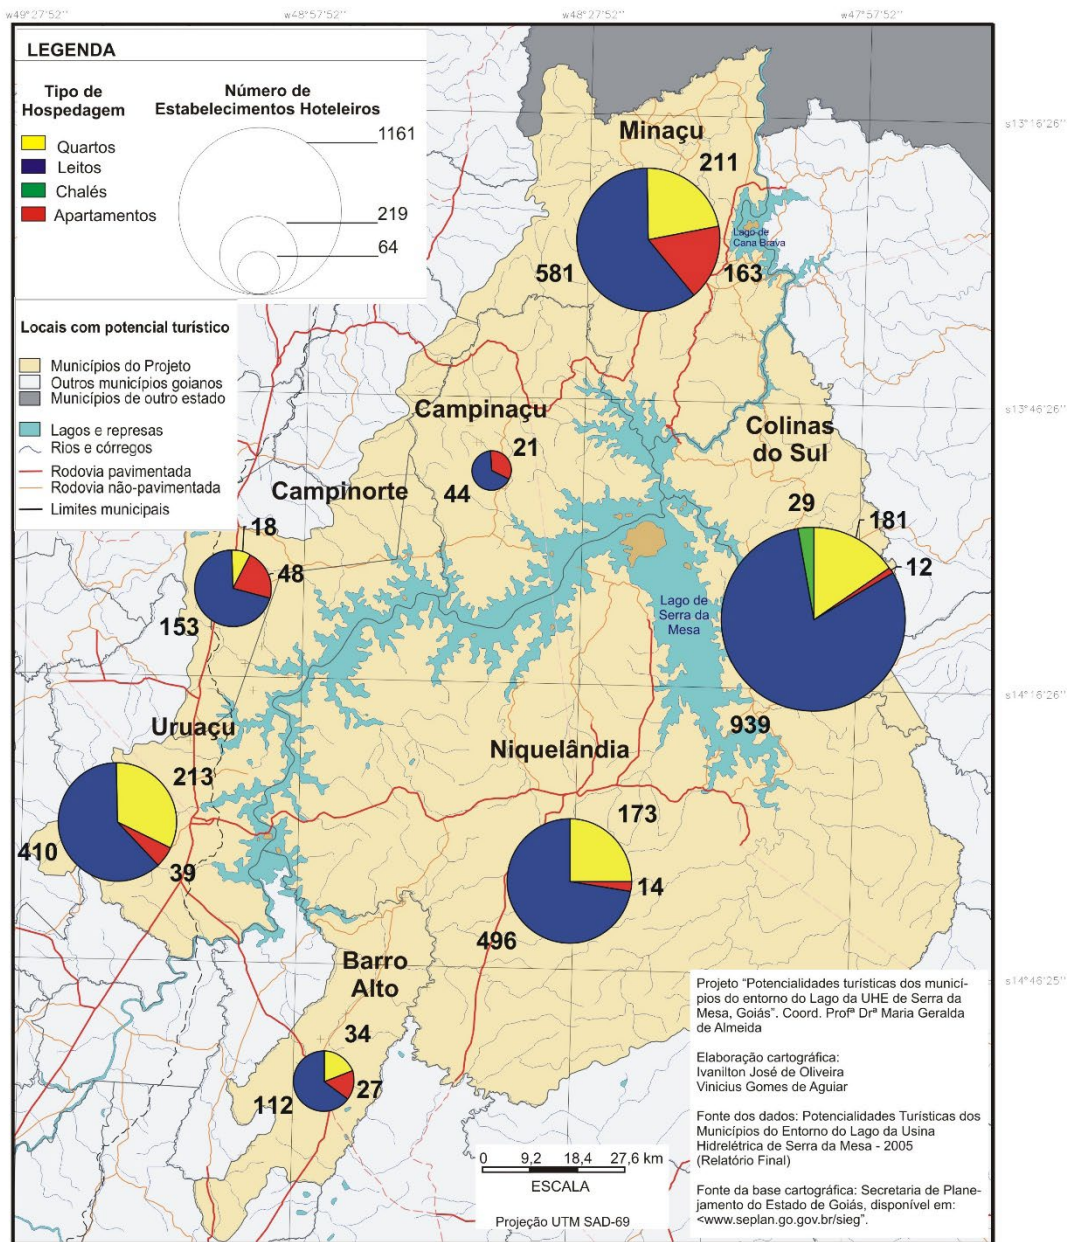 w49°27'52''
w48°57'52''
w48°27'52''
w47°57'52''
LEGENDA
Tipo de
Hospedagem
Quartos
Leitos
Chalés
Apartamentos
Número de
Estabelecimentos Hoteleiros
1161
219
64
Locais com potencial turístico
Municípios do Projeto
Outros municípios goianos
Municípios de outro estado
Lagos e represas
Rios e córregos
Rodovia pavimentada
Rodovia não-pavimentada
Limites municipais
s13°16'26''
s13°46'26''
s14°16'26''
s14°46'25''
Minaçu
211
581
163
Lago de
Cana Brava
Campinaçu
21
44
Colinas
do Sul
29
181
12
939
Campinorte
18
48
153
Lago de
Serra da
Mesa
Uruaçu
213
410
39
Niquelândia
173
14
496
Barro
Alto
34
27
112
0 9,2 18,4 27,6 km
ESCALA
Projeção UTM SAD-69
Projeto “Potencialidades turísticas dos municí-
pios do entorno do Lago da UHE de Serra da
Mesa, Goiás”. Coord. Profª Drª Maria Geralda
de Almeida
Elaboração cartográfica:
Ivanilton José de Oliveira
Vinicius Gomes de Aguiar
Fonte dos dados: Potencialidades Turísticas dos
Municípios do Entorno do Lago da Usina
Hidrelétrica de Serra da Mesa - 2005
(Relatório Final)
Fonte da base cartográfica: Secretaria de Plane-
jamento do Estado de Goiás, disponível em:
<www.seplan.go.gov.br/sieg”.